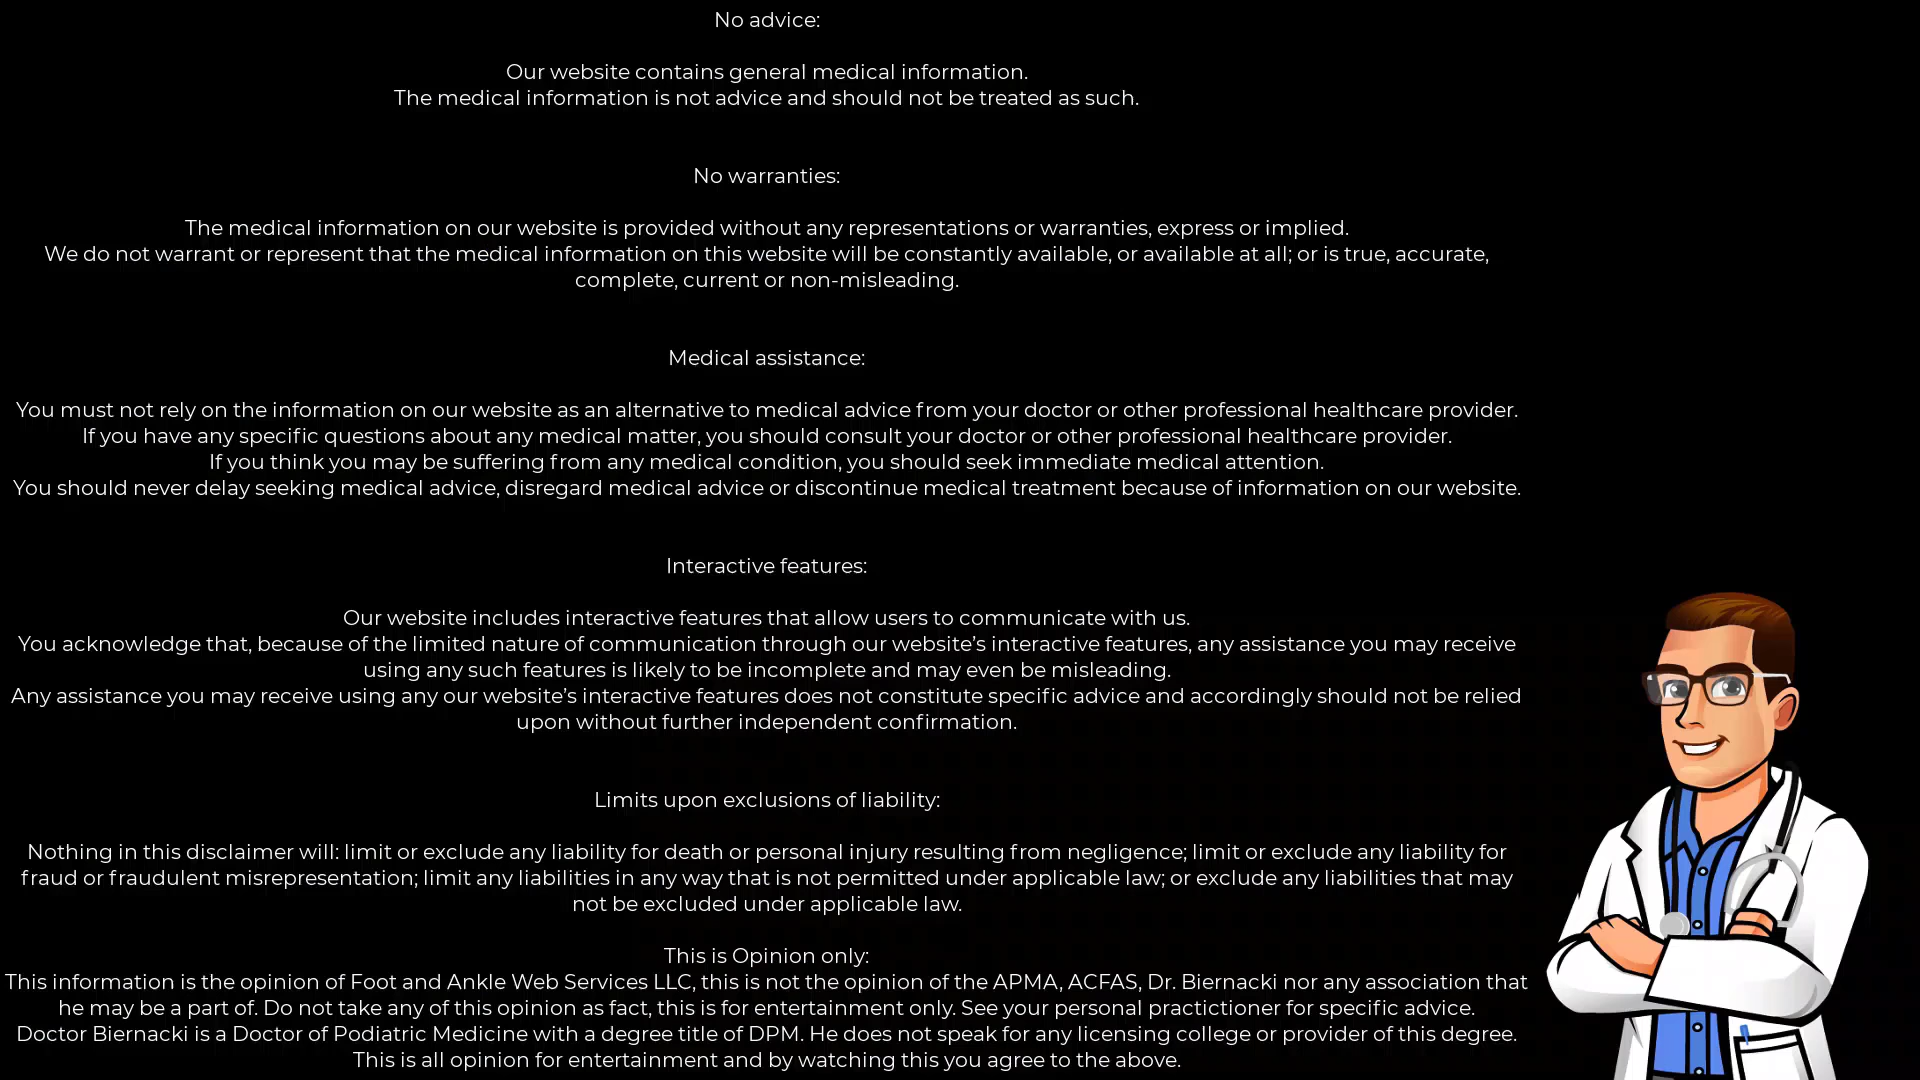 No advice:
Our website contains general medical information.
The medical information is not advice and should not be treated as such.
No warranties:
The medical information on our website is provided without any representations or warranties, express or implied.
We do not warrant or represent that the medical information on this website will be constantly available, or available at all; or is true, accurate,
complete, current or non-misleading.
Medical assistance:
You must not rely on the information on our website as an alternative to medical advice from your doctor or other professional healthcare provider.
If you have any specific questions about any medical matter, you should consult your doctor or other professional healthcare provider.
If you think you may be suffering from any medical condition, you should seek immediate medical attention.
You should never delay seeking medical advice, disregard medical advice or discontinue medical treatment because of information on our website.
Interactive features:
Our website includes interactive features that allow users to communicate with us.
You acknowledge that, because of the limited nature of communication through our website’s interactive features, any assistance you may receive
using any such features is likely to be incomplete and may even be misleading.
Any assistance you may receive using any our website’s interactive features does not constitute specific advice and accordingly should not be relied
upon without further independent confirmation.
Limits upon exclusions of liability:
Nothing in this disclaimer will: limit or exclude any liability for death or personal injury resulting from negligence; limit or exclude any liability for
fraud or fraudulent misrepresentation; limit any liabilities in any way that is not permitted under applicable law; or exclude any liabilities that may
not be excluded under applicable law.
This is Opinion only:
This information is the opinion of Foot and Ankle Web Services LLC, this is not the opinion of the APMA, ACFAS, Dr. Biernacki nor any association that
he may be a part of. Do not take any of this opinion as fact, this is for entertainment only. See your personal practictioner for specific advice.
Doctor Biernacki is a Doctor of Podiatric Medicine with a degree title of DPM. He does not speak for any licensing college or provider of this degree.
This is all opinion for entertainment and by watching this you agree to the above.